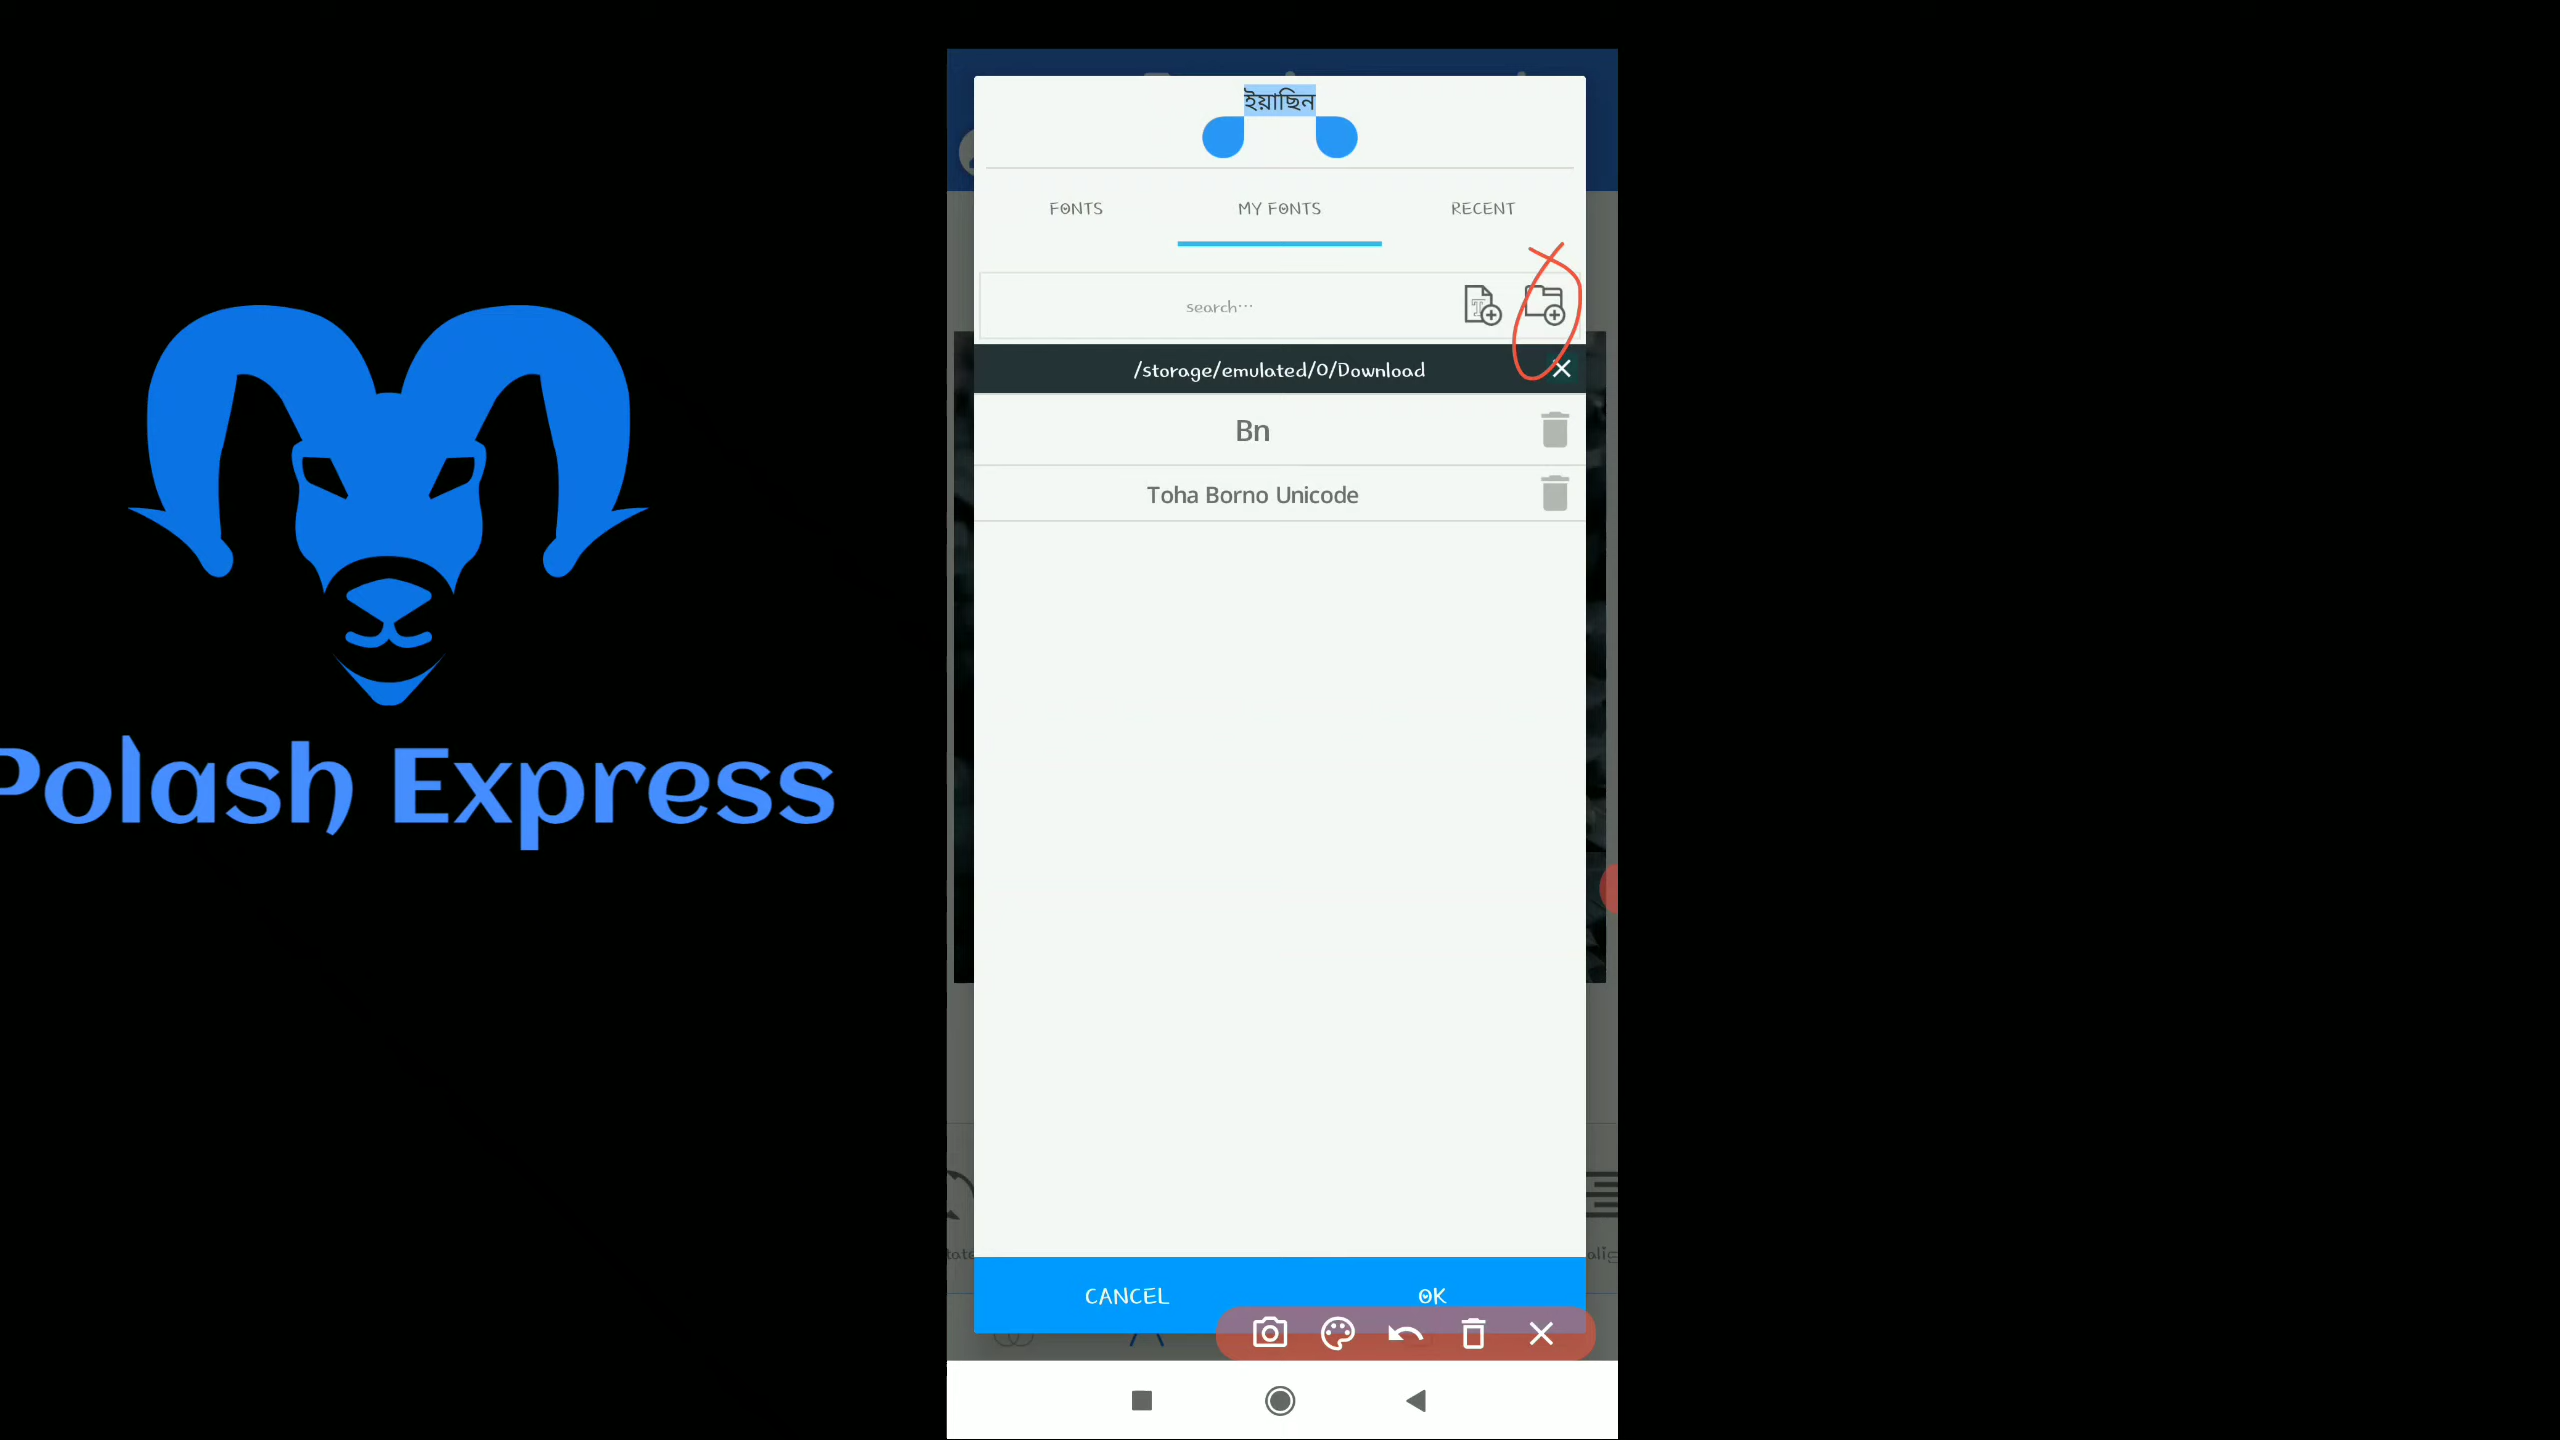 Polash Express
ইয়াছিন
FONTS
MY FONTS
RECENT
search...
/storage/emulated/0/Download
Bn
Toha Borno Unicode
CANCEL
OK